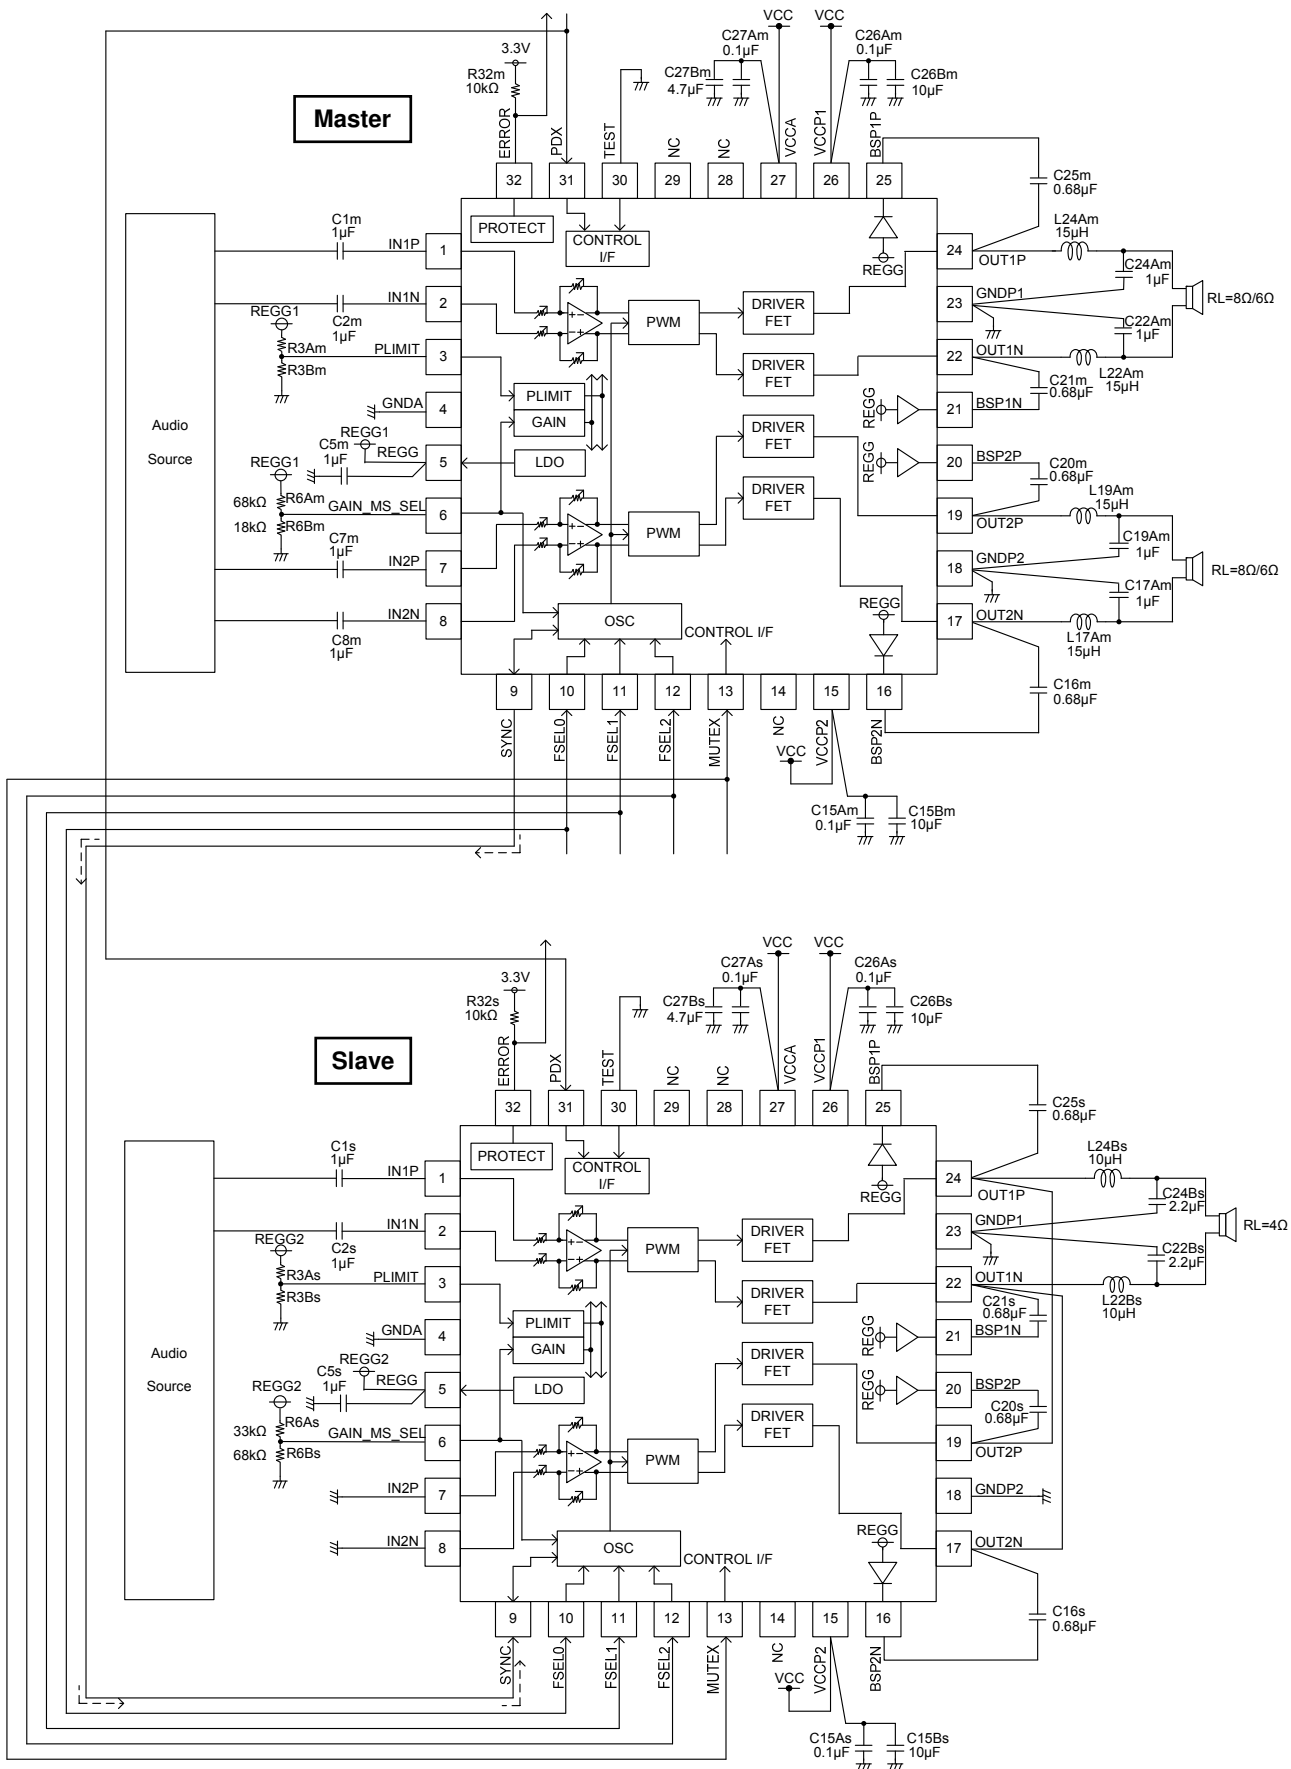 Master
3.3V
R32m
10kΩ
ERROR
PDX
TEST
NC
NC
C27Bm
4.7µF
C27Am
0.1µF
VCC
VCCA
VCC
VCCP1
C26Am
0.1µF
C26Bm
10µF
BSP1P
32
31
30
29
28
27
26
25
C25m
0.68µF
PROTECT
CONTROL
I/F
REGG
Audio
Source
C1m
1µF
IN1P
1
C2m
1µF
IN1N
2
REGG1
R3Am
R3Bm
PLIMIT
3
GNDA
4
REGG1
C5m
1µF
REGG
5
REGG1
68kΩ
R6Am
18kΩ
R6Bm
GAIN_MS_SEL
6
C7m
1µF
IN2P
7
C8m
1µF
IN2N
8
PWM
DRIVER
FET
DRIVER
FET
PLIMIT
GAIN
LDO
DRIVER
FET
DRIVER
FET
PWM
OSC
CONTROL I/F
REGG
REGG
REGG
24
OUT1P
L24Am
15µH
C24Am
1µF
23
GNDP1
RL=8Ω/6Ω
C22Am
1µF
22
OUT1N
L22Am
15µH
C21m
0.68µF
21
BSP1N
20
BSP2P
C20m
0.68µF
19
OUT2P
L19Am
15µH
C19Am
1µF
18
GNDP2
RL=8Ω/6Ω
C17Am
1µF
17
OUT2N
L17Am
15µH
C16m
0.68µF
9
10
11
12
13
14
15
16
SYNC
FSEL0
FSEL1
FSEL2
MUTEX
NC
VCC
VCCP2
BSP2N
C15Am
0.1µF
C15Bm
10µF
Slave
3.3V
R32s
10kΩ
ERROR
PDX
TEST
NC
NC
C27Bs
4.7µF
C27As
0.1µF
VCC
VCCA
VCC
VCCP1
C26As
0.1µF
C26Bs
10µF
BSP1P
32
31
30
29
28
27
26
25
C25s
0.68µF
PROTECT
CONTROL
I/F
REGG
Audio
Source
C1s
1µF
IN1P
1
C2s
1µF
IN1N
2
REGG2
R3As
R3Bs
PLIMIT
3
GNDA
4
REGG2
C5s
1µF
REGG
5
REGG2
33kΩ
R6As
68kΩ
R6Bs
GAIN_MS_SEL
6
IN2P
7
IN2N
8
PWM
DRIVER
FET
DRIVER
FET
PLIMIT
GAIN
LDO
DRIVER
FET
DRIVER
FET
PWM
OSC
CONTROL I/F
REGG
REGG
REGG
24
OUT1P
L24Bs
10µH
C24Bs
2.2µF
23
GNDP1
RL=4Ω
C22Bs
2.2µF
22
OUT1N
L22Bs
10µH
C21s
0.68µF
21
BSP1N
20
BSP2P
C20s
0.68µF
19
OUT2P
18
GNDP2
17
OUT2N
C16s
0.68µF
9
10
11
12
13
14
15
16
SYNC
FSEL0
FSEL1
FSEL2
MUTEX
NC
VCC
VCCP2
BSP2N
C15As
0.1µF
C15Bs
10µF